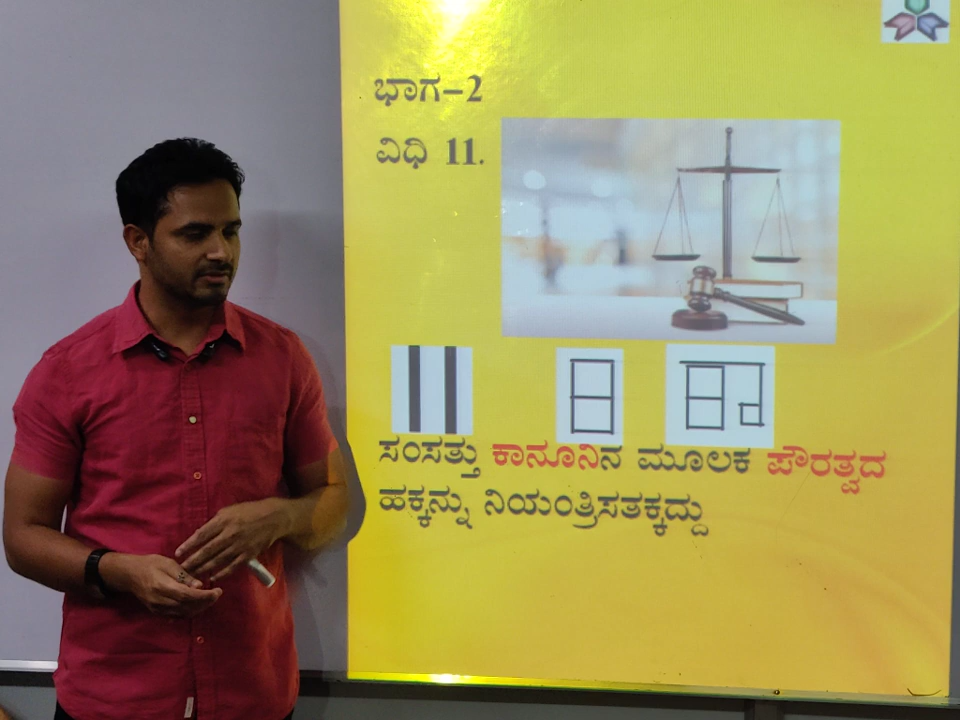 ಭಾಗ–2
ವಿಧಿ 11.
ಸಂಸತ್ತು ಕಾನೂನಿನ ಮೂಲಕ ಪೌರತ್ವದ
ಹಕ್ಕನ್ನು ನಿಯಂತ್ರಿಸತಕ್ಕದ್ದು